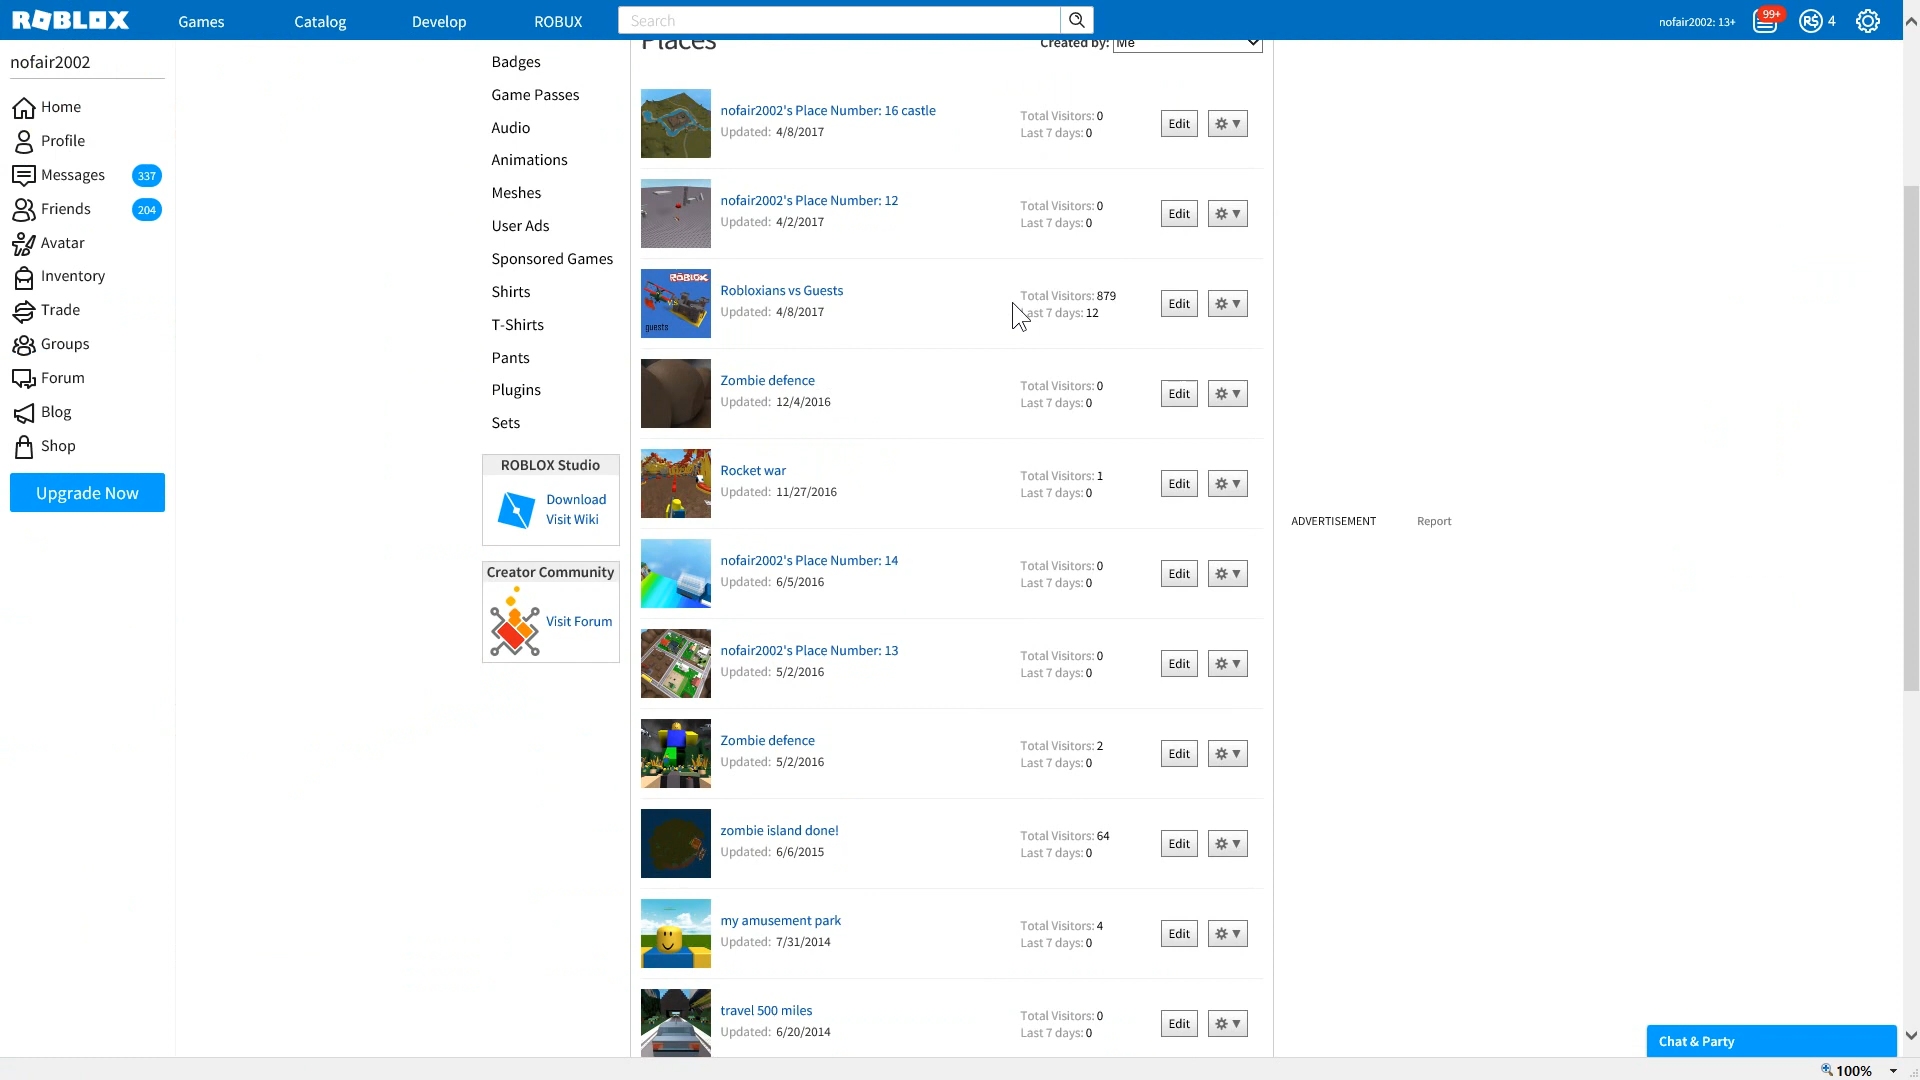 ROBLOX
Games
Catalog
Develop
ROBUX
Search
nofair2002: 13+
99+
4
nofair2002
Home
Profile
Messages
337
Friends
204
Avatar
Inventory
Trade
Groups
Forum
Blog
Shop
Upgrade Now
Badges
Game Passes
Audio
Animations
Meshes
User Ads
Sponsored Games
Shirts
T-Shirts
Pants
Plugins
Sets
ROBLOX Studio
Download
Visit Wiki
Creator Community
Visit Forum
Places
Created by: Me
nofair2002's Place Number: 16 castle
Updated: 4/8/2017
Total Visitors: 0
Last 7 days: 0
Edit
nofair2002's Place Number: 12
Updated: 4/2/2017
Total Visitors: 0
Last 7 days: 0
Edit
ROBLOX
guests
Robloxians vs Guests
Updated: 4/8/2017
Total Visitors: 879
Last 7 days: 12
Edit
Zombie defence
Updated: 12/4/2016
Total Visitors: 0
Last 7 days: 0
Edit
Rocket war
Updated: 11/27/2016
Total Visitors: 1
Last 7 days: 0
Edit
nofair2002's Place Number: 14
Updated: 6/5/2016
Total Visitors: 0
Last 7 days: 0
Edit
nofair2002's Place Number: 13
Updated: 5/2/2016
Total Visitors: 0
Last 7 days: 0
Edit
Zombie defence
Updated: 5/2/2016
Total Visitors: 2
Last 7 days: 0
Edit
zombie island done!
Updated: 6/6/2015
Total Visitors: 64
Last 7 days: 0
Edit
my amusement park
Updated: 7/31/2014
Total Visitors: 4
Last 7 days: 0
Edit
travel 500 miles
Updated: 6/20/2014
Total Visitors: 0
Last 7 days: 0
Edit
ADVERTISEMENT
Report
Chat & Party
100%